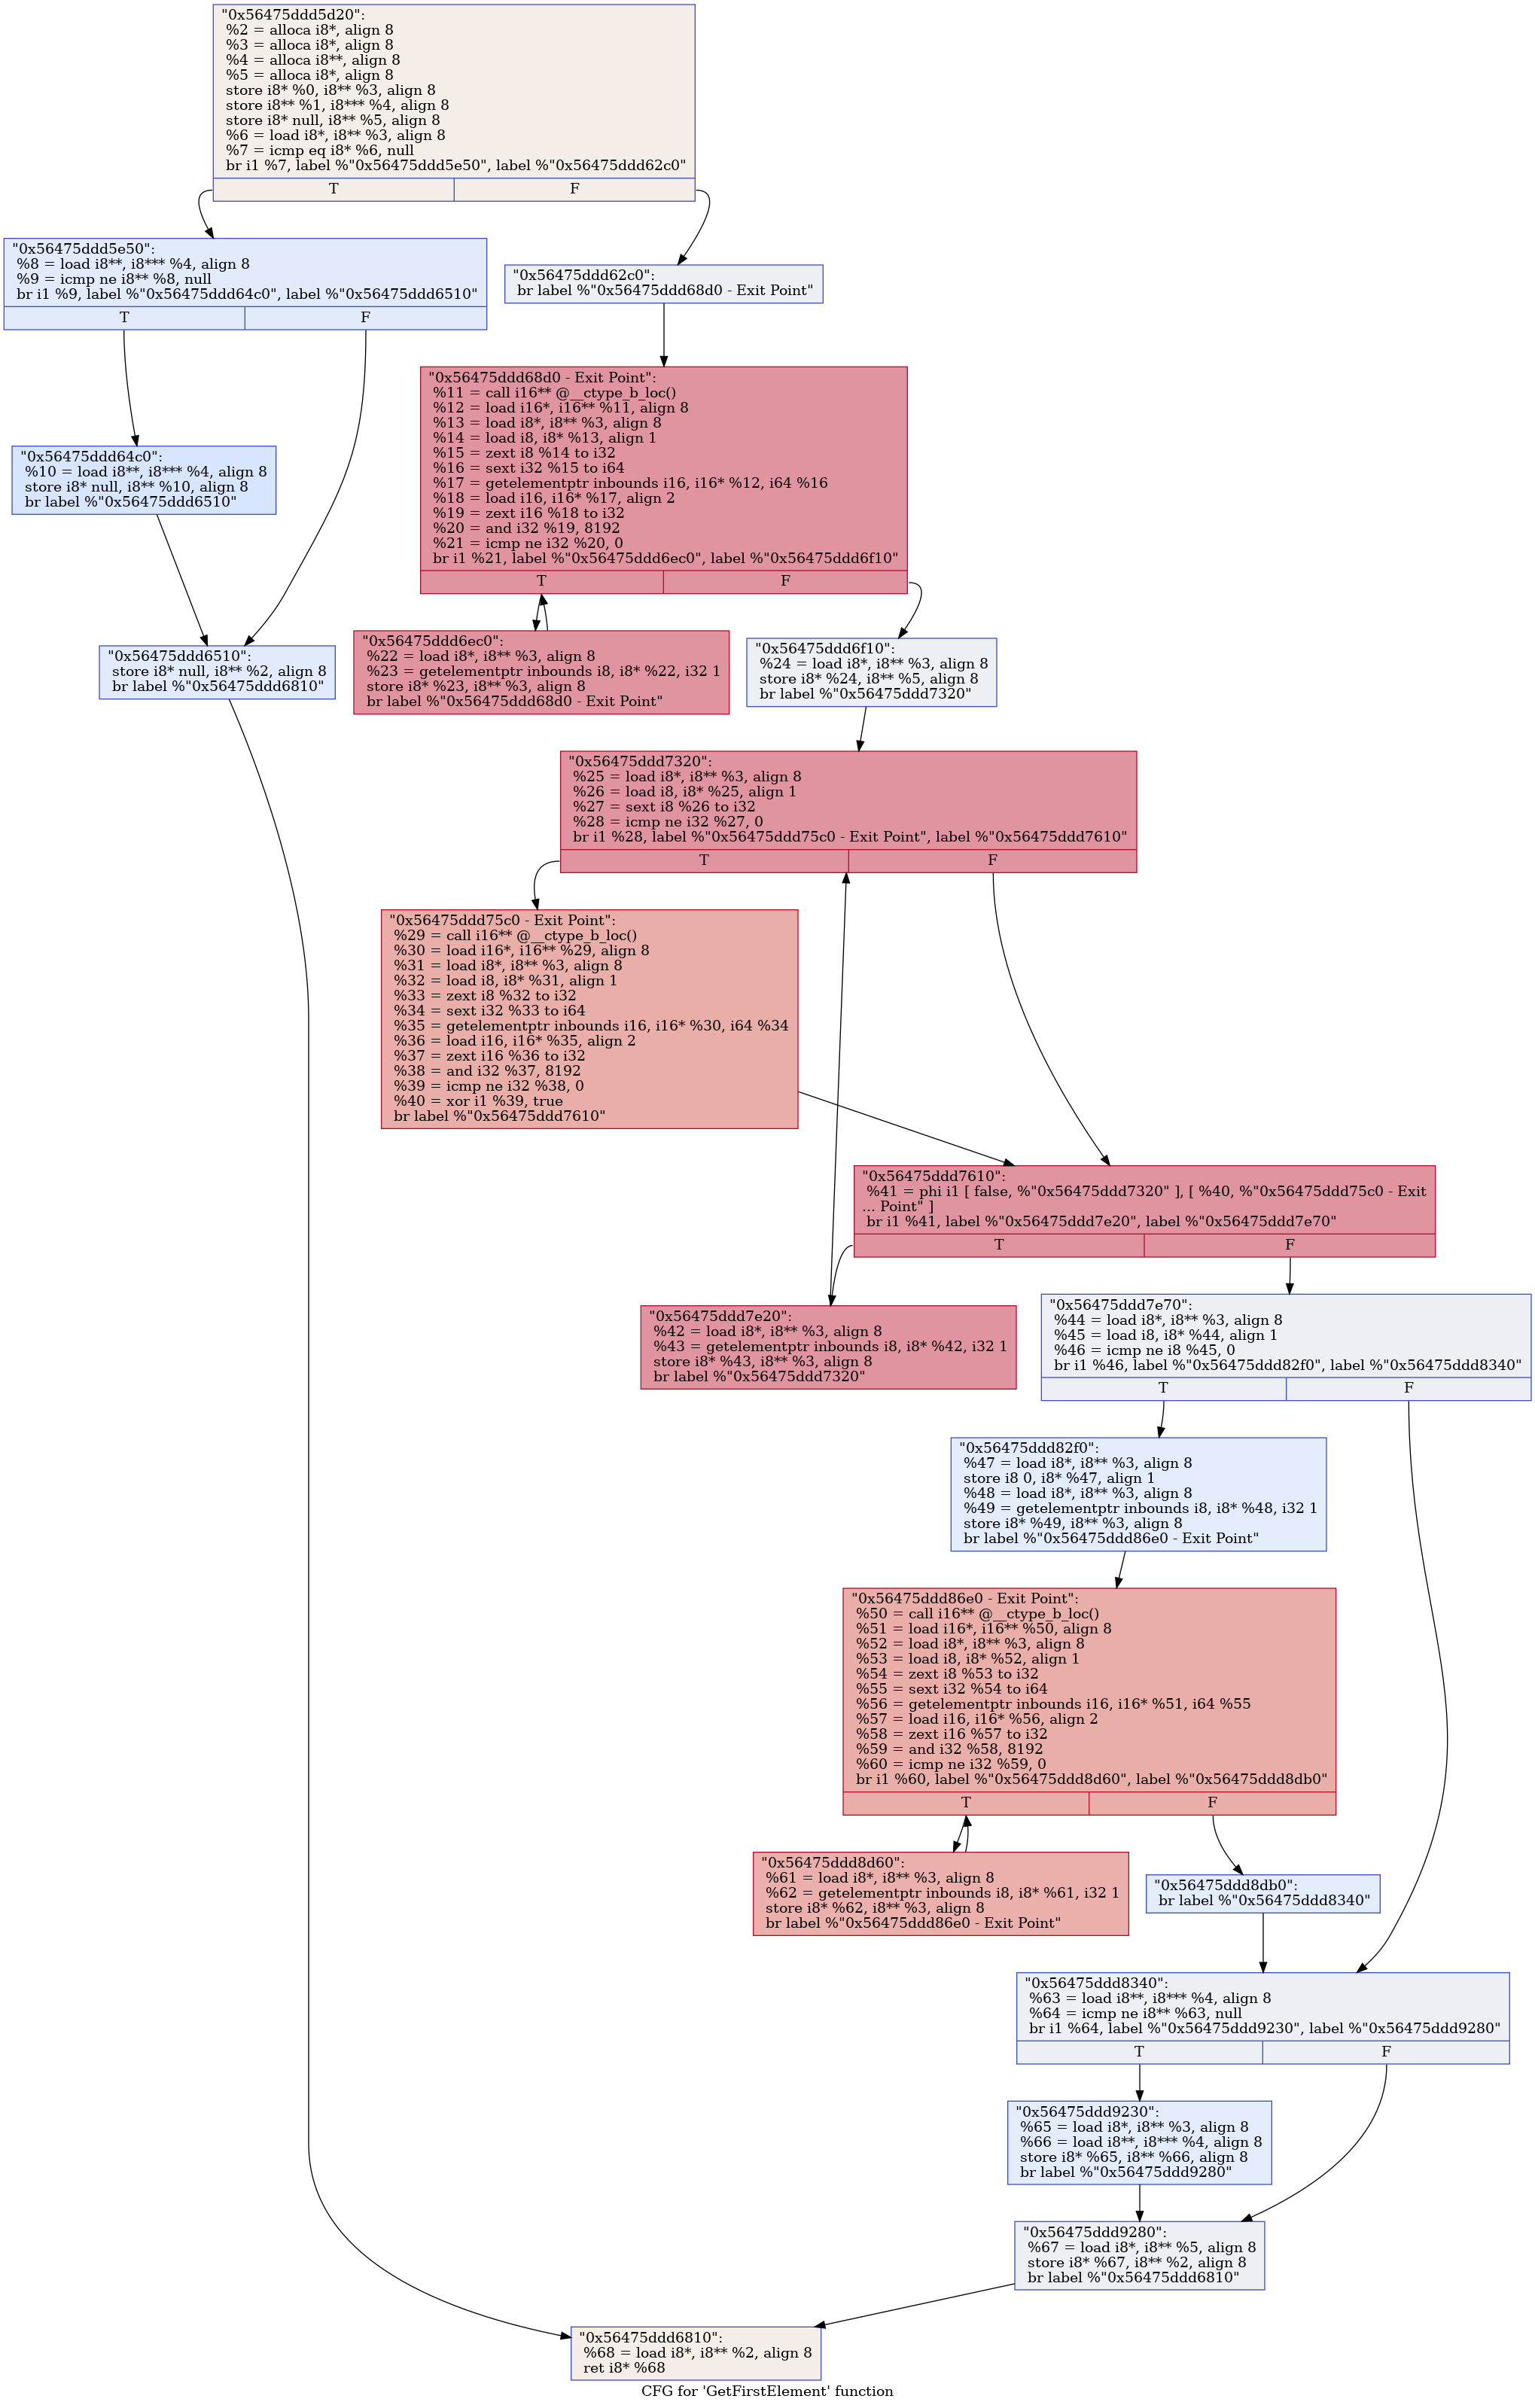 "0x56475ddd5d20":
%2 = alloca i8*, align 8
%3 = alloca i8*, align 8
%4 = alloca i8**, align 8
%5 = alloca i8*, align 8
store i8* %0, i8** %3, align 8
store i8** %1, i8*** %4, align 8
store i8* null, i8** %5, align 8
%6 = load i8*, i8** %3, align 8
%7 = icmp eq i8* %6, null
br i1 %7, label %"0x56475ddd5e50", label %"0x56475ddd62c0"
T F
"0x56475ddd5e50":
%8 = load i8**, i8*** %4, align 8
%9 = icmp ne i8** %8, null
br i1 %9, label %"0x56475ddd64c0", label %"0x56475ddd6510"
T F
"0x56475ddd62c0":
br label %"0x56475ddd68d0 - Exit Point"
"0x56475ddd68d0 - Exit Point":
%11 = call i16** @__ctype_b_loc()
%12 = load i16*, i16** %11, align 8
%13 = load i8*, i8** %3, align 8
%14 = load i8, i8* %13, align 1
%15 = zext i8 %14 to i32
%16 = sext i32 %15 to i64
%17 = getelementptr inbounds i16, i16* %12, i64 %16
%18 = load i16, i16* %17, align 2
%19 = zext i16 %18 to i32
%20 = and i32 %19, 8192
%21 = icmp ne i32 %20, 0
br i1 %21, label %"0x56475ddd6ec0", label %"0x56475ddd6f10"
T F
"0x56475ddd64c0":
%10 = load i8**, i8*** %4, align 8
store i8* null, i8** %10, align 8
br label %"0x56475ddd6510"
"0x56475ddd6510":
store i8* null, i8** %2, align 8
br label %"0x56475ddd6810"
"0x56475ddd6ec0":
%22 = load i8*, i8** %3, align 8
%23 = getelementptr inbounds i8, i8* %22, i32 1
store i8* %23, i8** %3, align 8
br label %"0x56475ddd68d0 - Exit Point"
"0x56475ddd6f10":
%24 = load i8*, i8** %3, align 8
store i8* %24, i8** %5, align 8
br label %"0x56475ddd7320"
"0x56475ddd7320":
%25 = load i8*, i8** %3, align 8
%26 = load i8, i8* %25, align 1
%27 = sext i8 %26 to i32
%28 = icmp ne i32 %27, 0
br i1 %28, label %"0x56475ddd75c0 - Exit Point", label %"0x56475ddd7610"
T F
"0x56475ddd75c0 - Exit Point":
%29 = call i16** @__ctype_b_loc()
%30 = load i16*, i16** %29, align 8
%31 = load i8*, i8** %3, align 8
%32 = load i8, i8* %31, align 1
%33 = zext i8 %32 to i32
%34 = sext i32 %33 to i64
%35 = getelementptr inbounds i16, i16* %30, i64 %34
%36 = load i16, i16* %35, align 2
%37 = zext i16 %36 to i32
%38 = and i32 %37, 8192
%39 = icmp ne i32 %38, 0
%40 = xor i1 %39, true
br label %"0x56475ddd7610"
"0x56475ddd7610":
%41 = phi i1 [ false, %"0x56475ddd7320" ], [ %40, %"0x56475ddd75c0 - Exit
... Point" ]
br i1 %41, label %"0x56475ddd7e20", label %"0x56475ddd7e70"
T F
"0x56475ddd7e20":
%42 = load i8*, i8** %3, align 8
%43 = getelementptr inbounds i8, i8* %42, i32 1
store i8* %43, i8** %3, align 8
br label %"0x56475ddd7320"
"0x56475ddd7e70":
%44 = load i8*, i8** %3, align 8
%45 = load i8, i8* %44, align 1
%46 = icmp ne i8 %45, 0
br i1 %46, label %"0x56475ddd82f0", label %"0x56475ddd8340"
T F
"0x56475ddd82f0":
%47 = load i8*, i8** %3, align 8
store i8 0, i8* %47, align 1
%48 = load i8*, i8** %3, align 8
%49 = getelementptr inbounds i8, i8* %48, i32 1
store i8* %49, i8** %3, align 8
br label %"0x56475ddd86e0 - Exit Point"
"0x56475ddd86e0 - Exit Point":
%50 = call i16** @__ctype_b_loc()
%51 = load i16*, i16** %50, align 8
%52 = load i8*, i8** %3, align 8
%53 = load i8, i8* %52, align 1
%54 = zext i8 %53 to i32
%55 = sext i32 %54 to i64
%56 = getelementptr inbounds i16, i16* %51, i64 %55
%57 = load i16, i16* %56, align 2
%58 = zext i16 %57 to i32
%59 = and i32 %58, 8192
%60 = icmp ne i32 %59, 0
br i1 %60, label %"0x56475ddd8d60", label %"0x56475ddd8db0"
T F
"0x56475ddd8d60":
%61 = load i8*, i8** %3, align 8
%62 = getelementptr inbounds i8, i8* %61, i32 1
store i8* %62, i8** %3, align 8
br label %"0x56475ddd86e0 - Exit Point"
"0x56475ddd8db0":
br label %"0x56475ddd8340"
"0x56475ddd8340":
%63 = load i8**, i8*** %4, align 8
%64 = icmp ne i8** %63, null
br i1 %64, label %"0x56475ddd9230", label %"0x56475ddd9280"
T F
"0x56475ddd9230":
%65 = load i8*, i8** %3, align 8
%66 = load i8**, i8*** %4, align 8
store i8* %65, i8** %66, align 8
br label %"0x56475ddd9280"
"0x56475ddd9280":
%67 = load i8*, i8** %5, align 8
store i8* %67, i8** %2, align 8
br label %"0x56475ddd6810"
"0x56475ddd6810":
%68 = load i8*, i8** %2, align 8
ret i8* %68
CFG for 'GetFirstElement' function